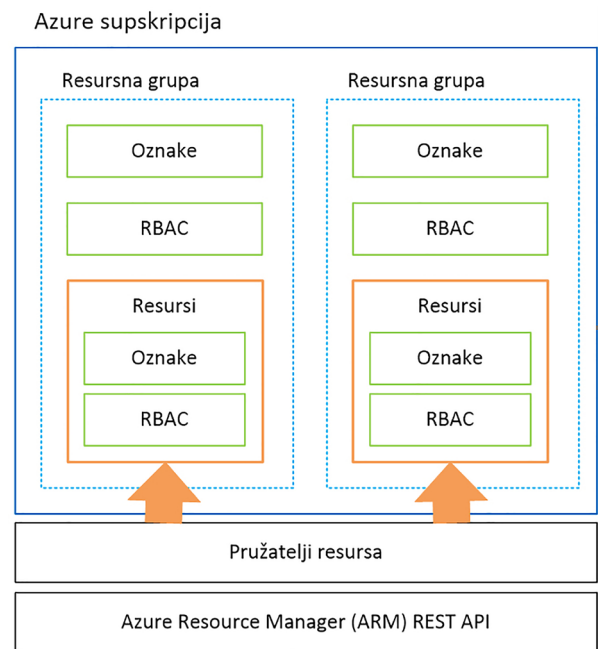 Azure supskripcija
Resursna grupa
Oznake
RBAC
Resursi
Oznake
RBAC
Resursna grupa
Oznake
RBAC
Resursi
Oznake
RBAC
Pružatelji resursa
Azure Resource Manager (ARM) REST API